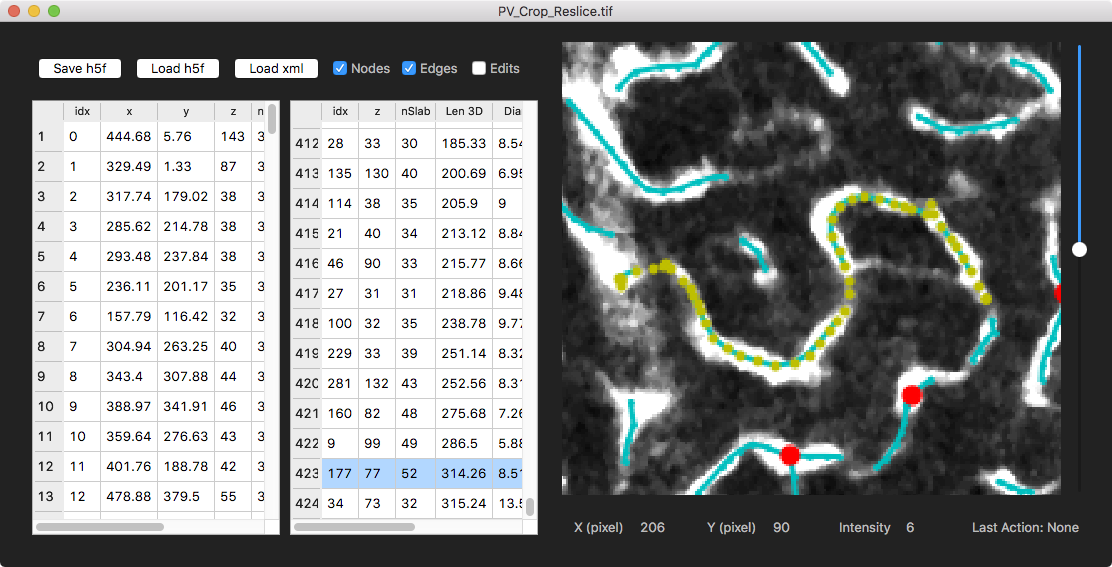 PV_Crop_Reslice.tif
Save h5f Load h5f Load xml Nodes Edges Edits
idx x y z n
1 0 444.68 5.76 143 3
2 1 329.49 1.33 87 3
3 2 317.74 179.02 38 3
4 3 285.62 214.78 38 3
5 4 293.48 237.84 38 3
6 5 236.11 201.17 35 3
7 6 157.79 116.42 32 3
8 7 304.94 263.25 40 3
9 8 343.4 307.88 44 3
10 9 388.97 341.91 46 3
11 10 359.64 276.63 43 3
12 11 401.76 188.78 42 3
13 12 478.88 379.5 55 3
idx z nSlab Len 3D Dia
412 28 33 30 185.33 8.54
413 135 130 40 200.69 6.95
414 114 38 35 205.9 9
415 21 40 34 213.12 8.84
416 46 90 33 215.77 8.66
417 27 31 31 218.86 9.48
418 100 32 35 238.78 9.77
419 229 33 39 251.14 8.32
420 281 132 43 252.56 8.31
421 160 82 48 275.68 7.26
422 9 99 49 286.5 5.88
423 177 77 52 314.26 8.51
424 34 73 32 315.24 13.5
X (pixel) 206 Y (pixel) 90 Intensity 6 Last Action: None